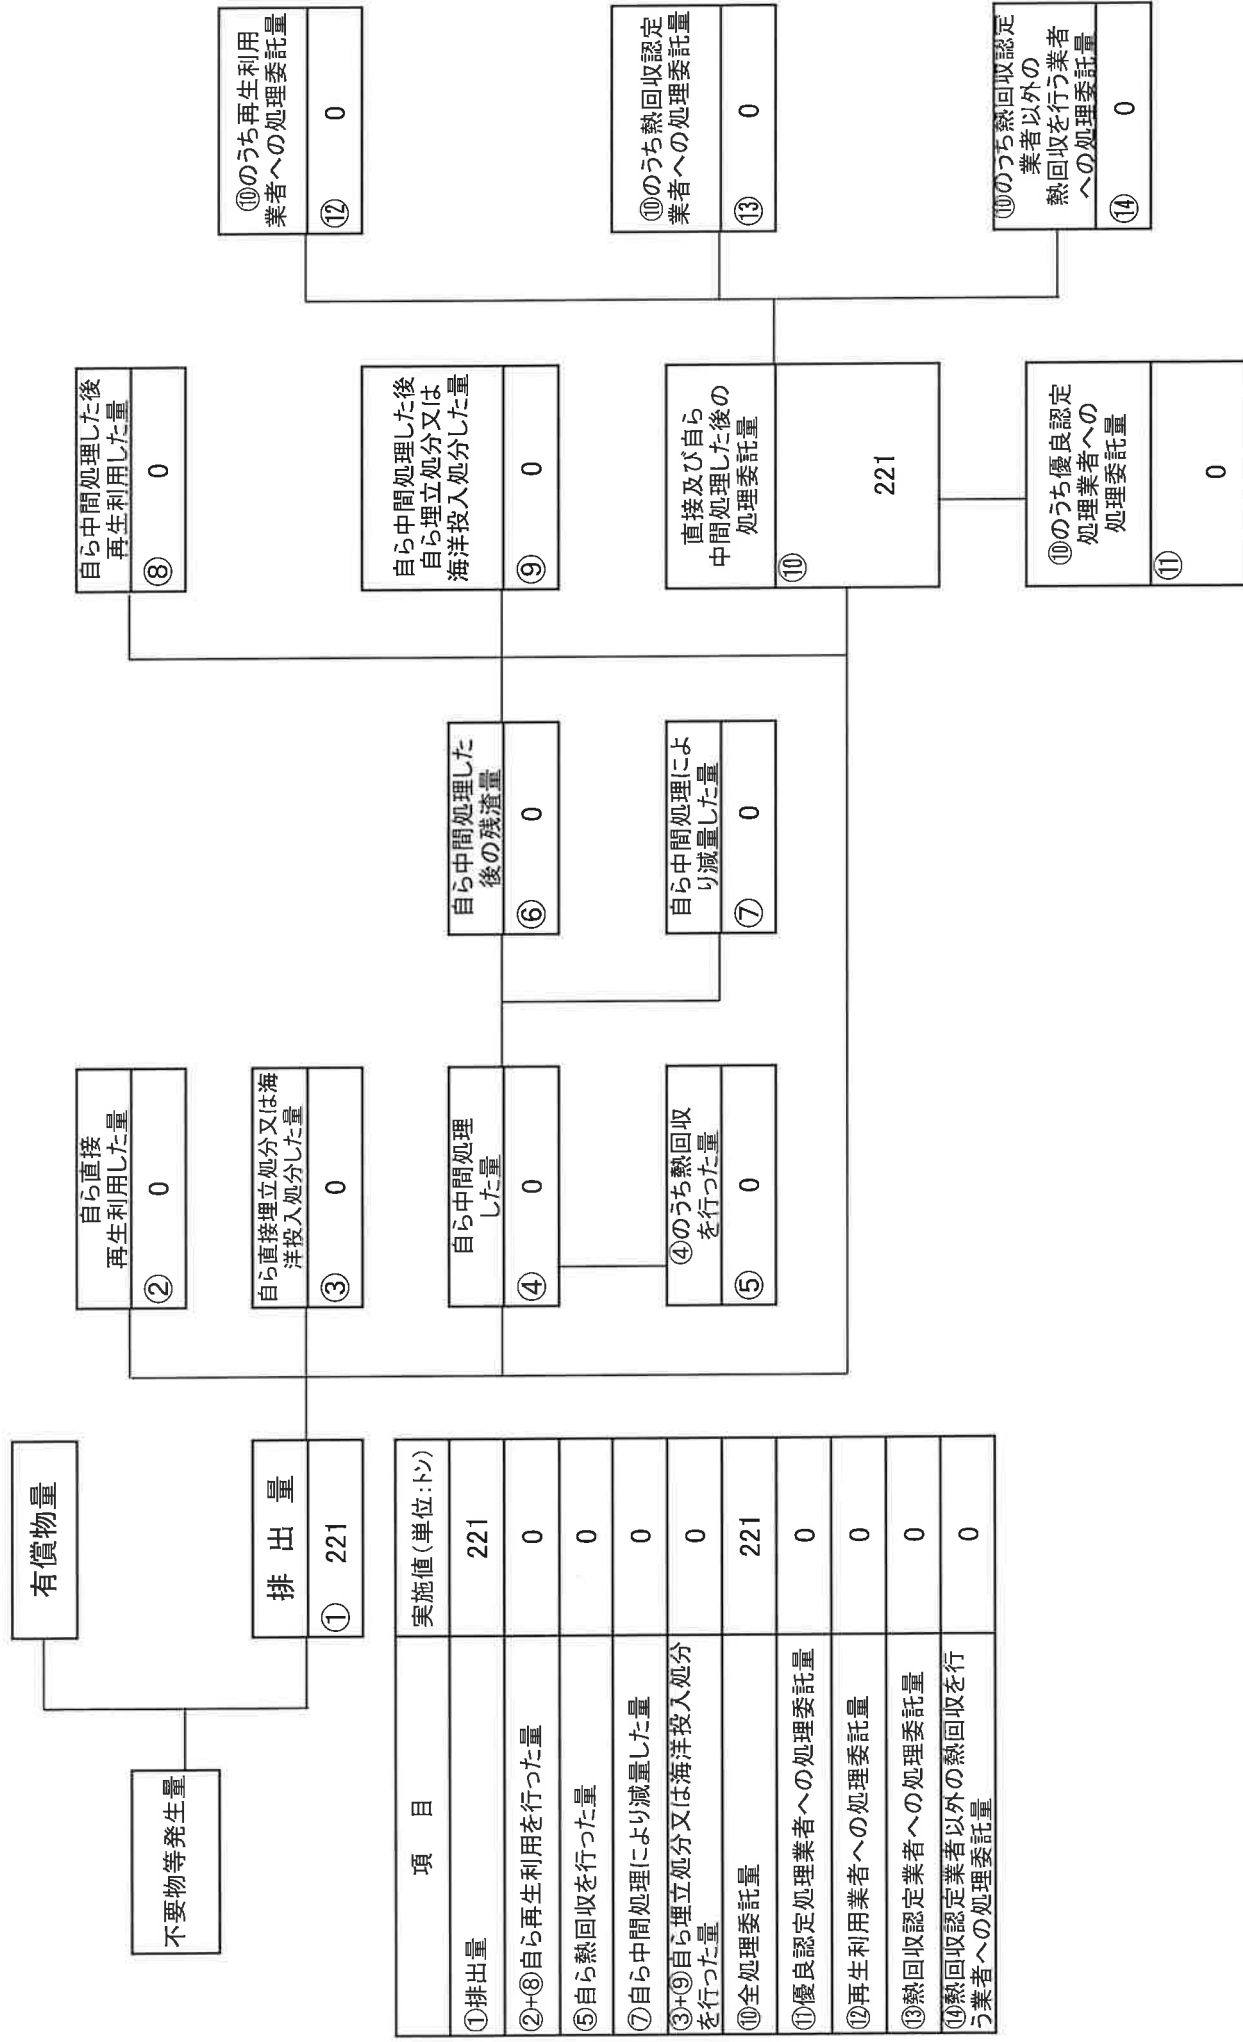 不要物等発生量
有償物量
排出量
① 221
自ら直接
再生利用した量
② 0
自ら直接埋立処分又は海
洋投入処分した量
③ 0
自ら中間処理
した量
④ 0
④のうち熱回収
を行った量
⑤ 0
自ら中間処理した
後の残渣量
⑥ 0
自ら中間処理によ
り減量した量
⑦ 0
自ら中間処理した後
再生利用した量
⑧ 0
自ら中間処理した後
自ら埋立処分又は
海洋投入処分した量
⑨ 0
直接及び自ら
中間処理した後の
処理委託量
⑩ 221
⑩のうち優良認定
処理業者への
処理委託量
⑪ 0
⑩のうち再生利用
業者への処理委託量
⑫ 0
⑩のうち熱回収認定
業者への処理委託量
⑬ 0
⑩のうち熱回収認定
業者以外の
熱回収を行う業者
への処理委託量
⑭ 0
項目 実施値(単位:トン)
①排出量 221
②+⑧自ら再生利用を行った量 0
⑤自ら熱回収を行った量 0
⑦自ら中間処理により減量した量 0
③+⑨自ら埋立処分又は海洋投入処分
を行った量 0
⑩全処理委託量 221
⑪優良認定処理業者への処理委託量 0
⑫再生利用業者への処理委託量 0
⑬熱回収認定業者への処理委託量 0
⑭熱回収認定業者以外の熱回収を行
う業者への処理委託量 0